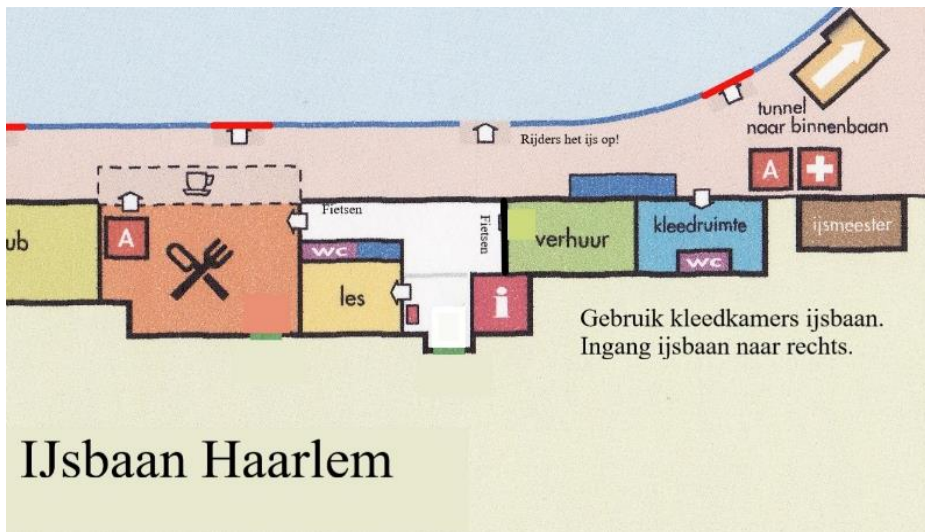 tunnel
naar binnenbaan
Rijders het ijs op!
A
A
Fietsen
Fietsen
ub
verhuur
kleedruimte
ijsmeester
wc
wc
les
i
Gebruik kleedkamers ijsbaan.
Ingang ijsbaan naar rechts.
IJsbaan Haarlem